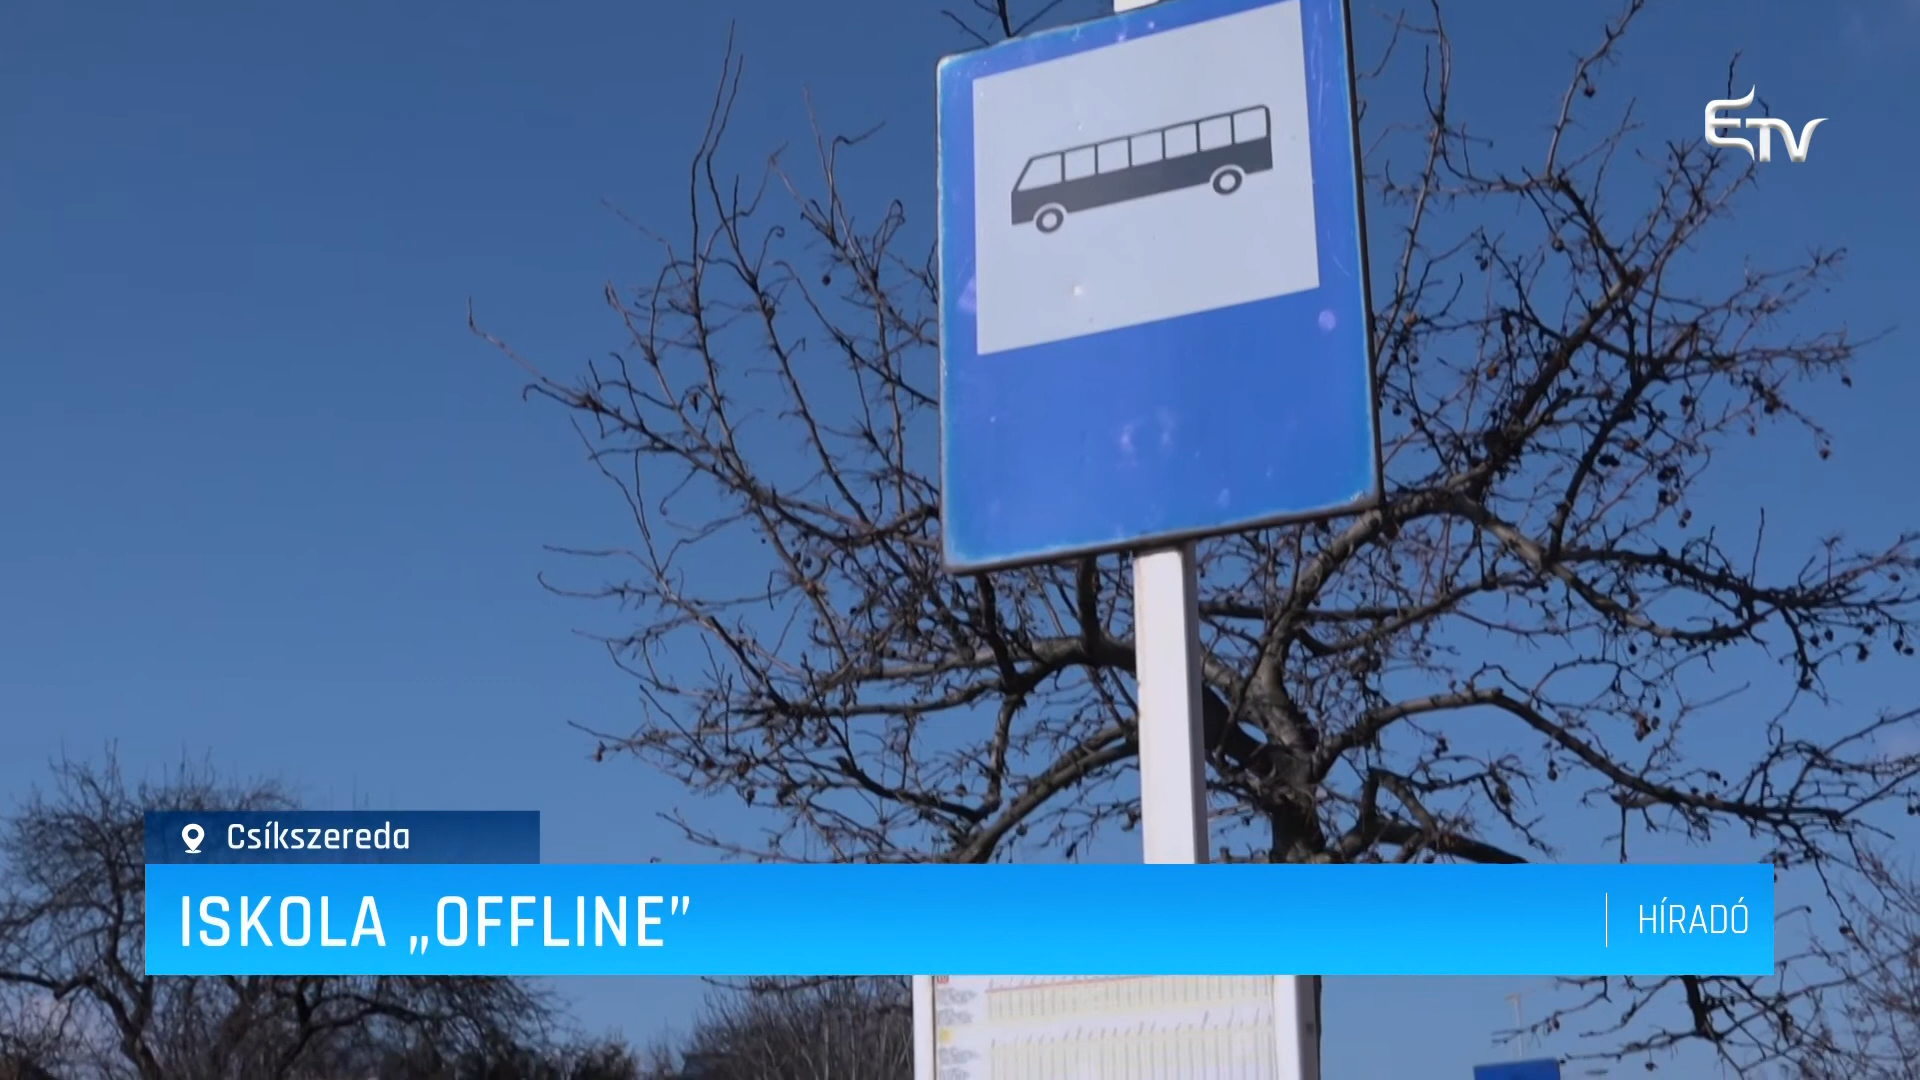 ETV
Csíkszereda
ISKOLA „OFFLINE”
HÍRADÓ